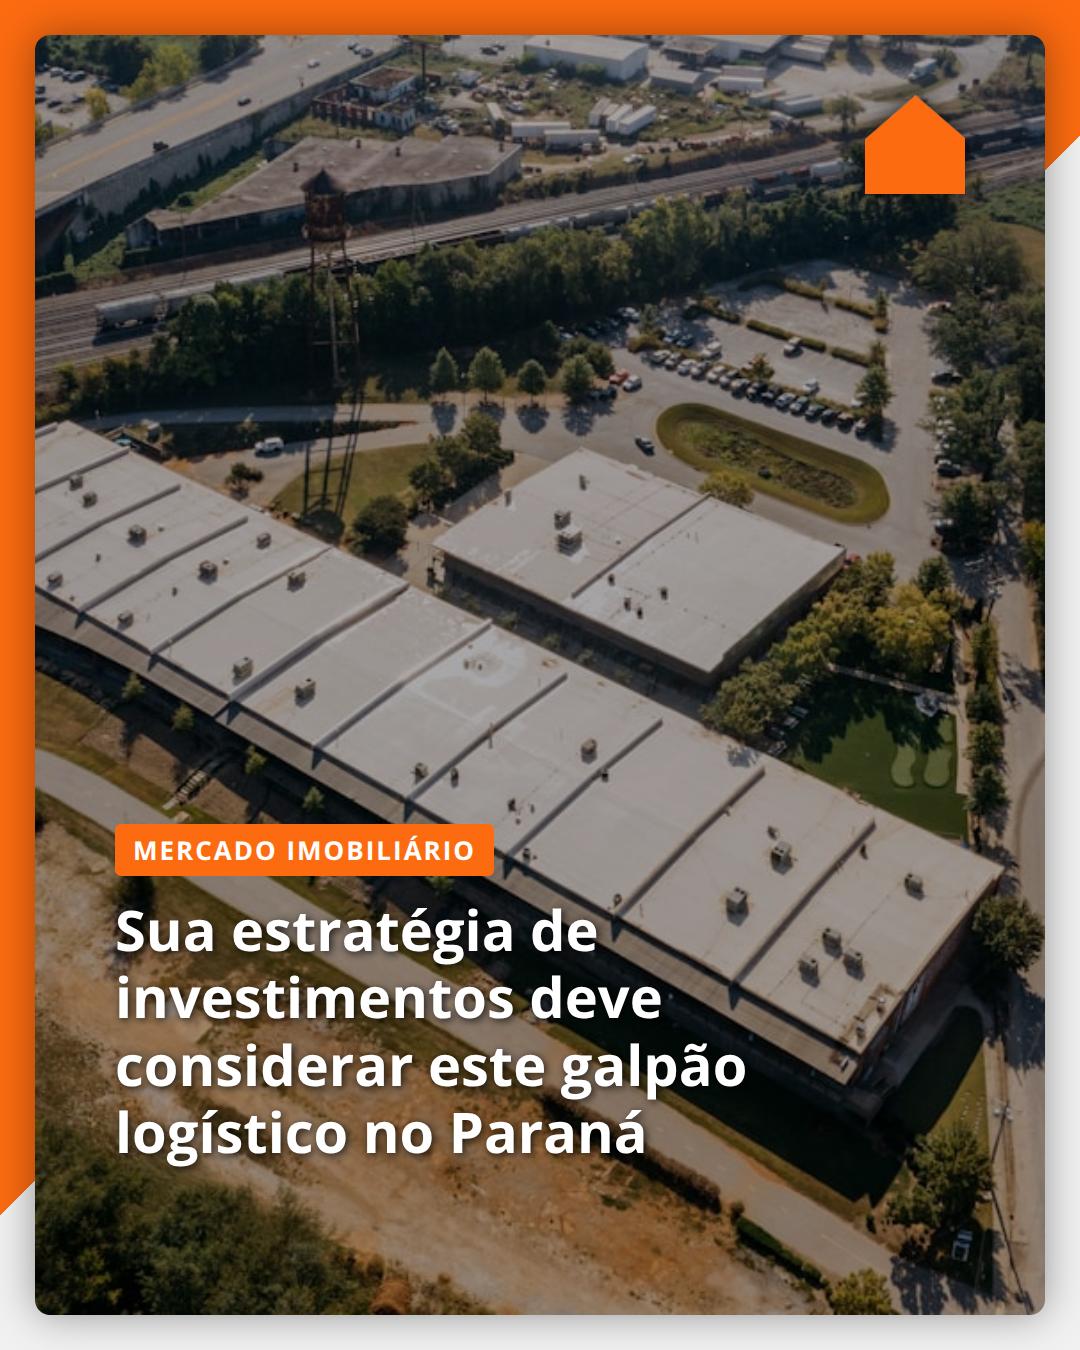 MERCADO IMOBILIÁRIO
Sua estratégia de
investimentos deve
considerar este galpão
logístico no Paraná